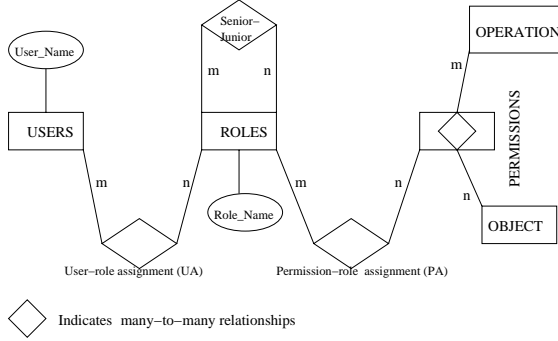 Senior-
Junior
OPERATION
User_Name
m
n
m
USERS
ROLES
PERMISSIONS
m
n
m
n
n
Role_Name
OBJECT
User-role assignment (UA)
Permission-role assignment (PA)
Indicates many-to-many relationships